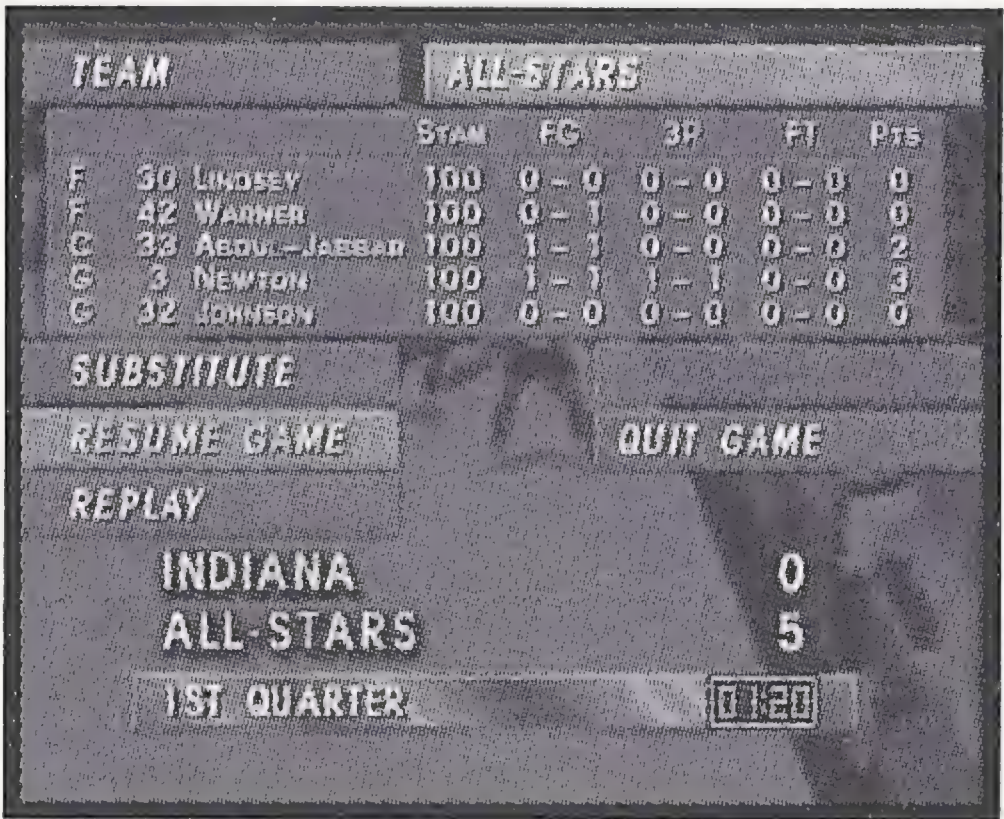 TEAM ALL-STARS
STAM FG 3P FT PTS
F 30 LINDSEY 100 0 - 0 0 - 0 0 - 0 0
F 42 WARNER 100 0 - 1 0 - 0 0 - 0 0
C 33 ABDUL-JABBAR 100 1 - 1 0 - 0 0 - 0 2
G 3 NEWTON 100 1 - 1 1 - 1 0 - 0 3
G 32 JOHNSON 100 0 - 0 0 - 0 0 - 0 0
SUBSTITUTE
RESUME GAME QUIT GAME
REPLAY
INDIANA 0
ALL-STARS 5
1ST QUARTER 01:20